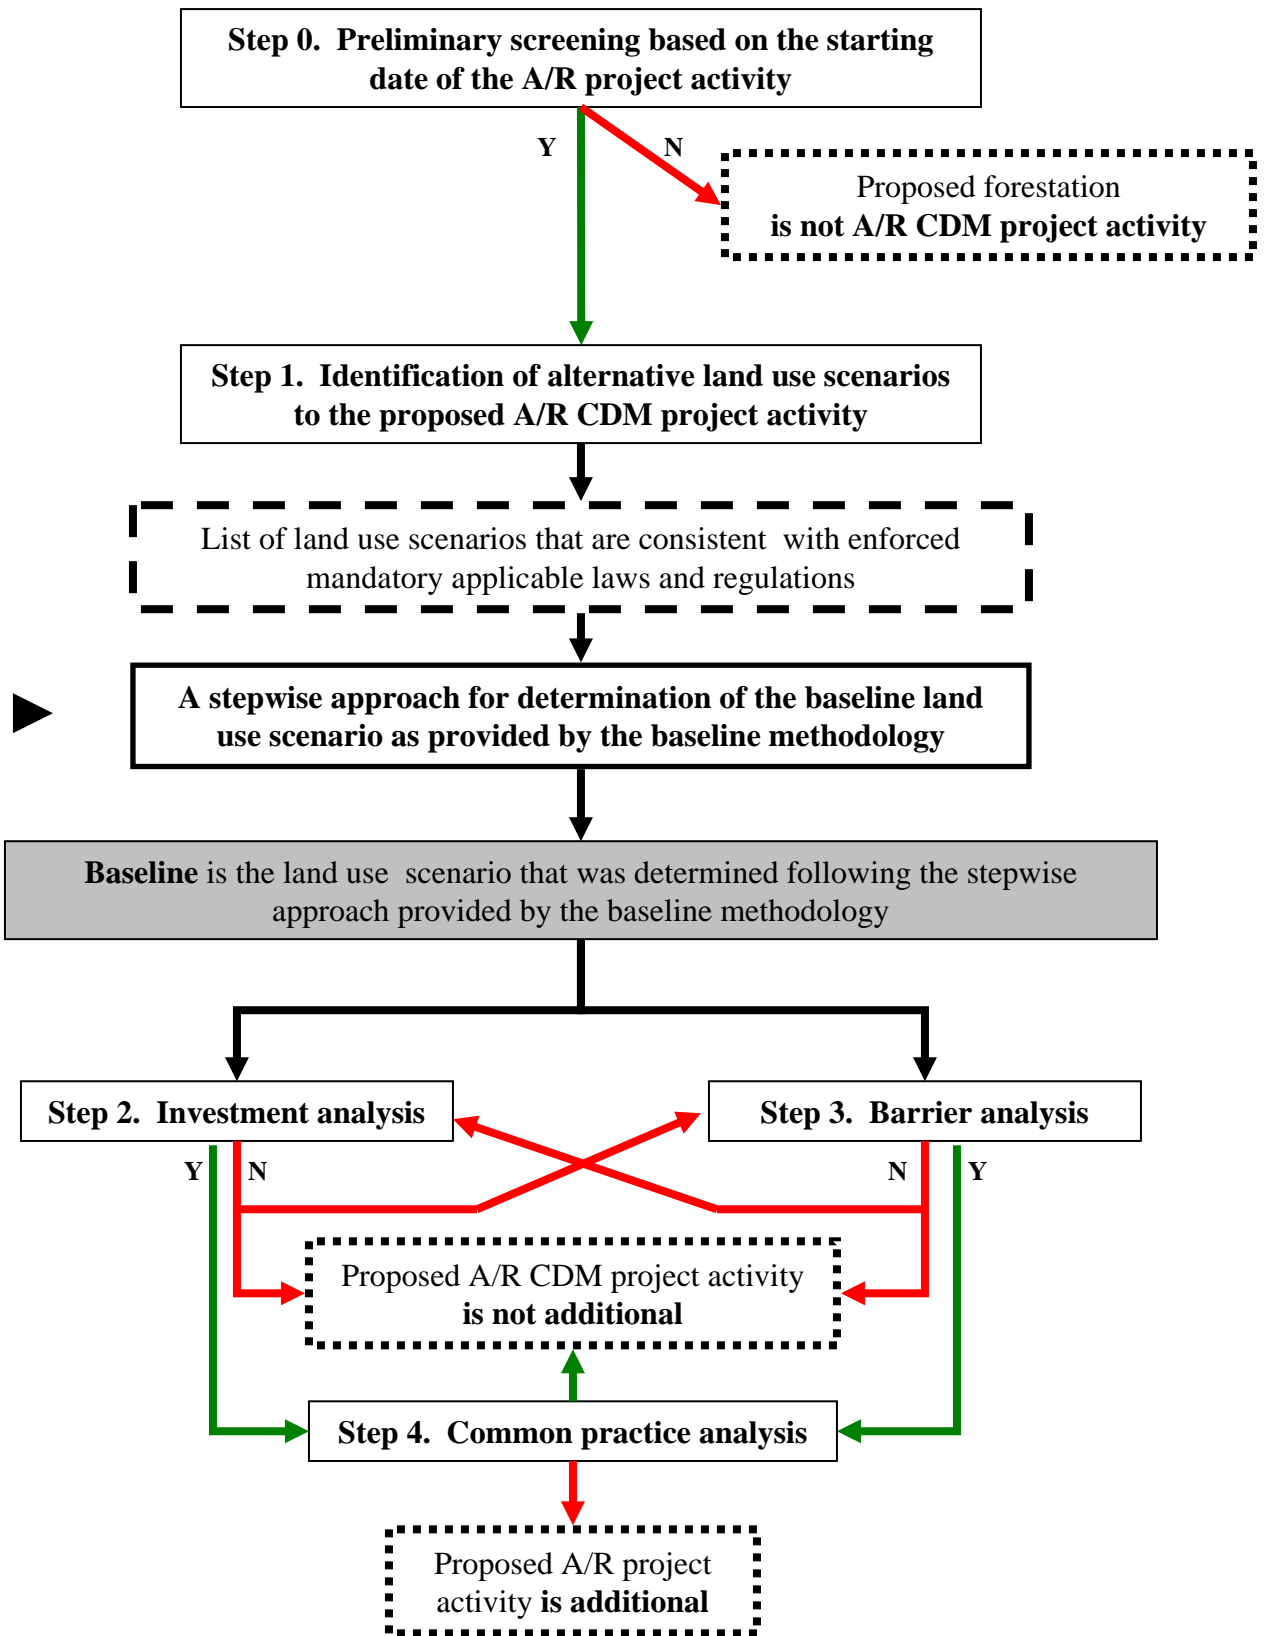 Step 0. Preliminary screening based on the starting
date of the A/R project activity
Y
N
Proposed forestation
is not A/R CDM project activity
Step 1. Identification of alternative land use scenarios
to the proposed A/R CDM project activity
List of land use scenarios that are consistent with enforced
mandatory applicable laws and regulations
A stepwise approach for determination of the baseline land
use scenario as provided by the baseline methodology
Baseline is the land use scenario that was determined following the stepwise
approach provided by the baseline methodology
Step 2. Investment analysis
Step 3. Barrier analysis
Y
N
N
Y
Proposed A/R CDM project activity
is not additional
Step 4. Common practice analysis
Proposed A/R project
activity is additional